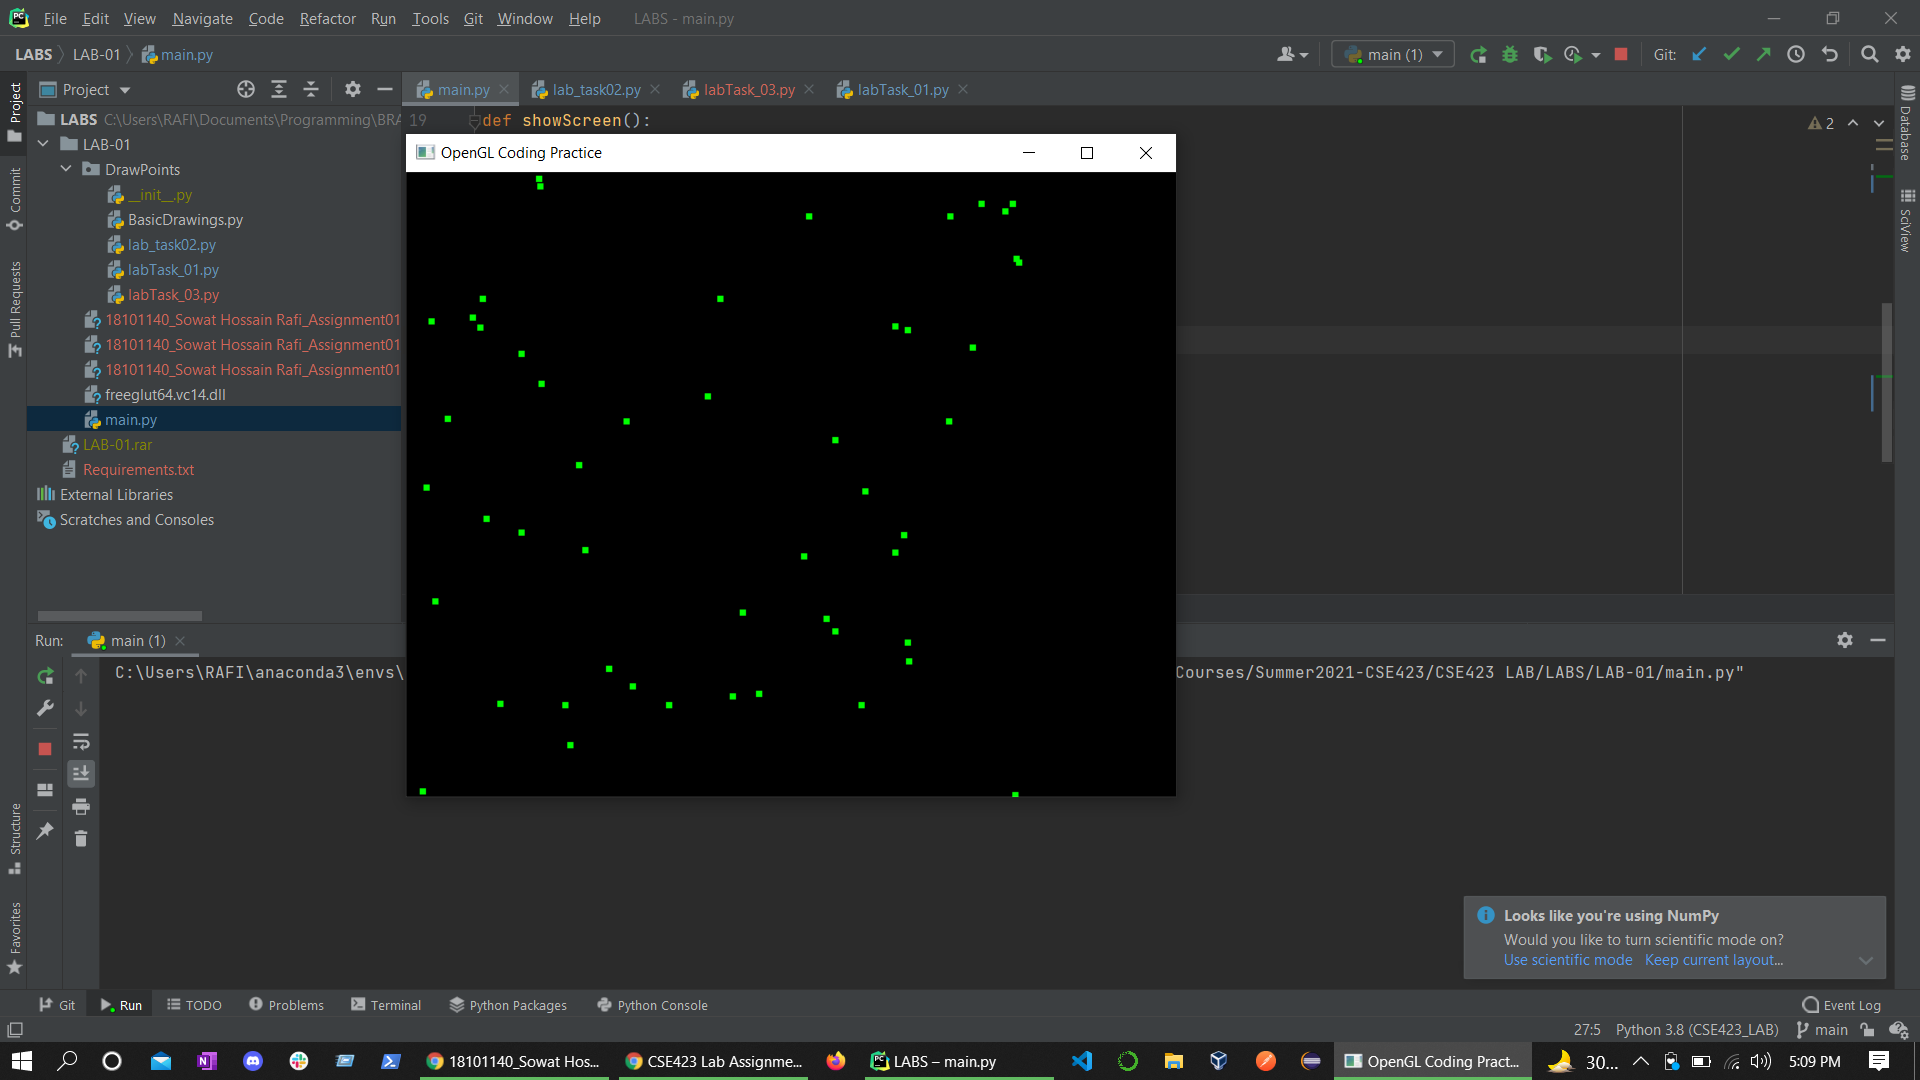 File Edit View Navigate Code Refactor Run Tools Git Window Help LABS - main.py
LABS LAB-01 main.py
main (1) Git:
Project
main.py lab_task02.py labTask_03.py labTask_01.py
LABS C:\Users\RAFI\Documents\Programming\BRA
19 def showScreen():
2
LAB-01
DrawPoints
__init__.py
BasicDrawings.py
lab_task02.py
labTask_01.py
labTask_03.py
18101140_Sowat Hossain Rafi_Assignment01
18101140_Sowat Hossain Rafi_Assignment01
18101140_Sowat Hossain Rafi_Assignment01
freeglut64.vc14.dll
main.py
LAB-01.rar
Requirements.txt
External Libraries
Scratches and Consoles
OpenGL Coding Practice
Project
Commit
Pull Requests
Structure
Favorites
Database
SciView
Run: main (1)
C:\Users\RAFI\anaconda3\envs\ Courses/Summer2021-CSE423/CSE423 LAB/LABS/LAB-01/main.py"
Looks like you're using NumPy
Would you like to turn scientific mode on?
Use scientific mode Keep current layout...
Git Run TODO Problems Terminal Python Packages Python Console Event Log
27:5 Python 3.8 (CSE423_LAB) main
18101140_Sowat Hos... CSE423 Lab Assignme... LABS – main.py OpenGL Coding Pract... 30... 5:09 PM